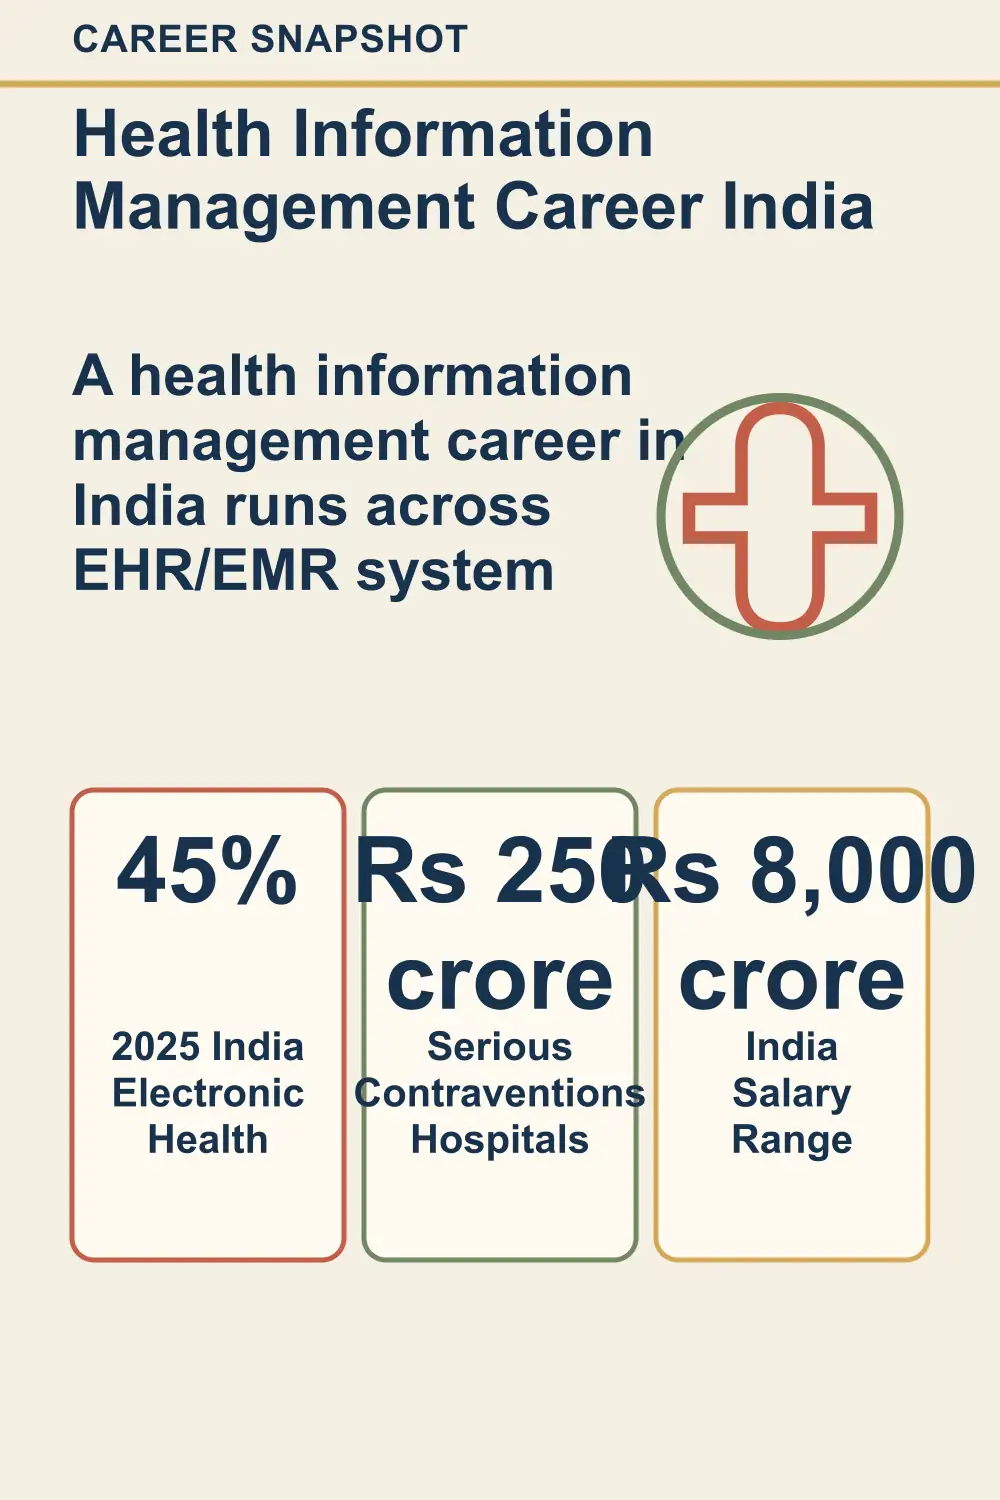 CAREER SNAPSHOT
Health Information
Management Career India
A health information
management career in
India runs across
EHR/EMR system
45%
2025 India
Electronic
Health
Rs 250
crore
Serious
Contraventions
Hospitals
Rs 8,000
crore
India
Salary
Range